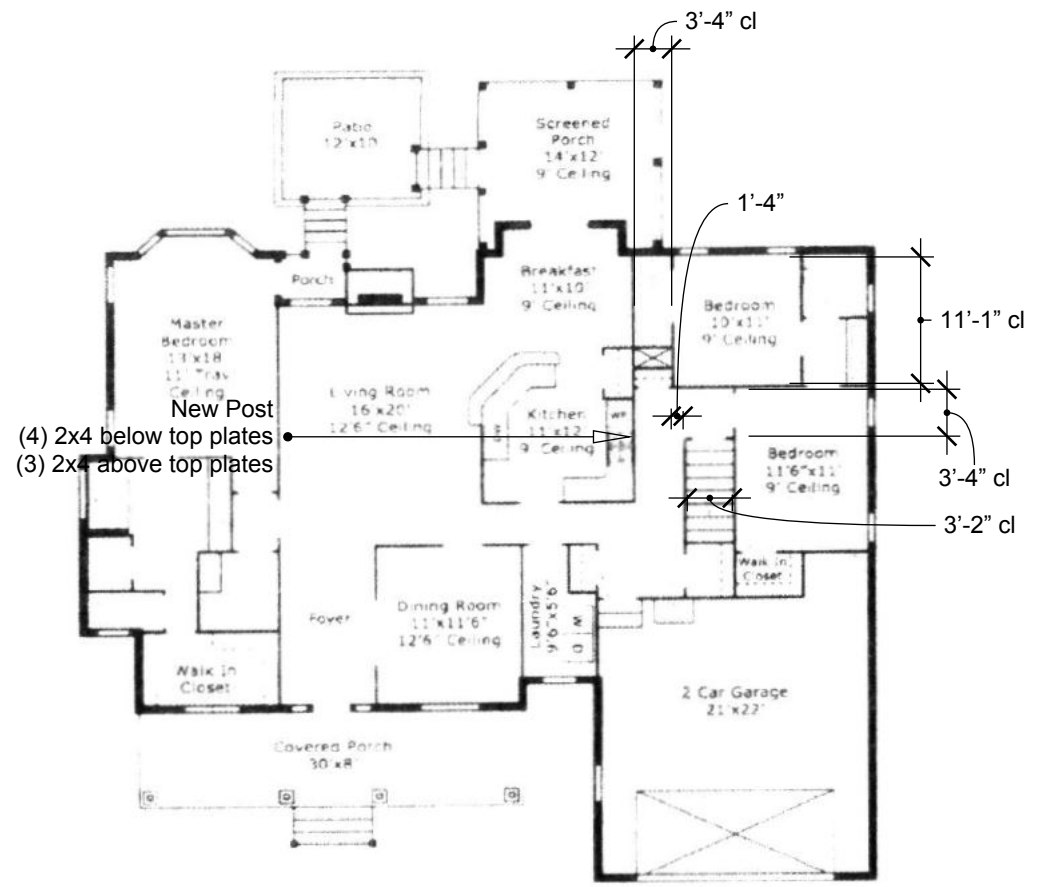 3’-4” cl
Patio
12'x10'
Screened
Porch
14'x12'
9' Ceiling
1’-4”
Porch
Breakfast
11'x10'
9' Ceiling
Bedroom
10'x11'
9' Ceiling
11’-1” cl
Master
Bedroom
13'x18'
11' Tray
Ceiling
Living Room
16'x20'
12'6" Ceiling
Kitchen
11'x12'
9' Ceiling
New Post
(4) 2x4 below top plates
(3) 2x4 above top plates
Bedroom
11'6"x11'
9' Ceiling
3’-4” cl
3’-2” cl
Walk In
Closet
Foyer
Dining Room
11'x11'6"
12'6" Ceiling
Laundry
9'6"x5'6"
W
D
Walk In
Closet
2 Car Garage
21'x22'
Covered Porch
30'x8'